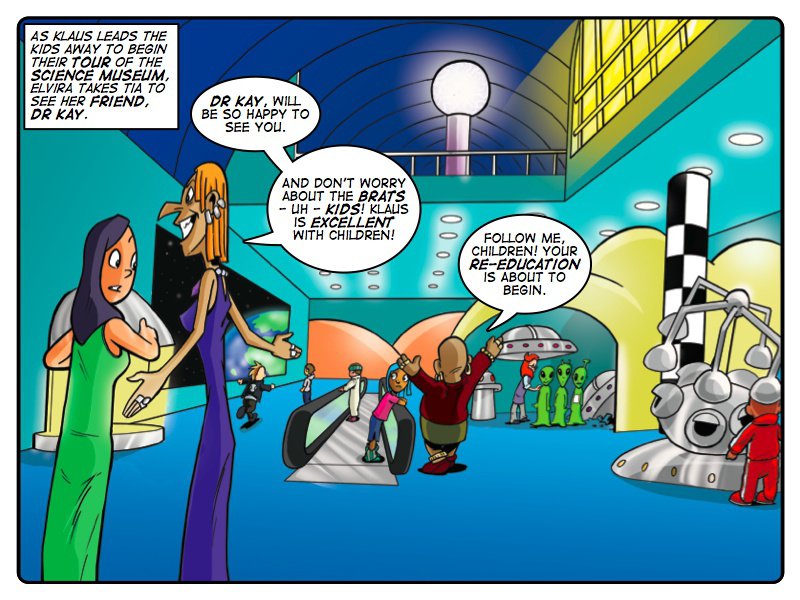 AS KLAUS LEADS THE
KIDS AWAY TO BEGIN
THEIR TOUR OF THE
SCIENCE MUSEUM,
ELVIRA TAKES TIA TO
SEE HER FRIEND,
DR KAY.
DR KAY, WILL
BE SO HAPPY TO
SEE YOU.
AND DON'T WORRY
ABOUT THE BRATS
- UH - KIDS! KLAUS
IS EXCELLENT
WITH CHILDREN!
FOLLOW ME,
CHILDREN! YOUR
RE-EDUCATION
IS ABOUT TO
BEGIN.